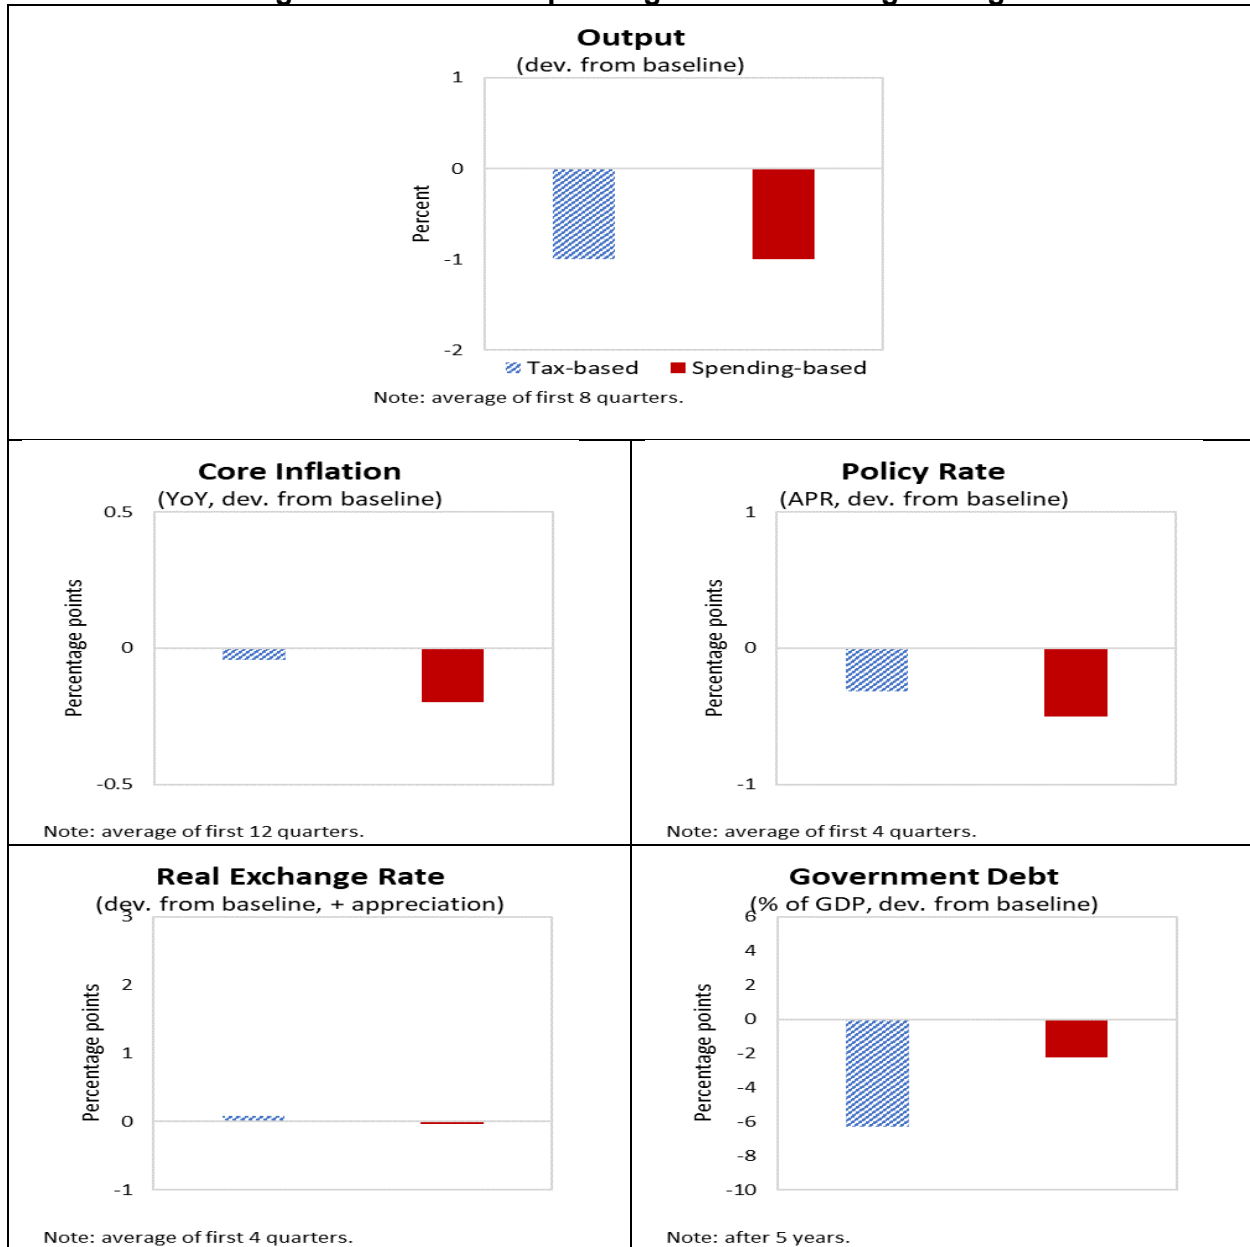 Output
(dev. from baseline)
1
0
-1
-2
Percent
Tax-based Spending-based
Note: average of first 8 quarters.
Core Inflation
(YoY, dev. from baseline)
0.5
0
-0.5
Percentage points
Note: average of first 12 quarters.
Policy Rate
(APR, dev. from baseline)
1
0
-1
Percentage points
Note: average of first 4 quarters.
Real Exchange Rate
(dev. from baseline, + appreciation)
3
2
1
0
-1
Percentage points
Note: average of first 4 quarters.
Government Debt
(% of GDP, dev. from baseline)
6
4
2
0
-2
-4
-6
-8
-10
Percentage points
Note: after 5 years.